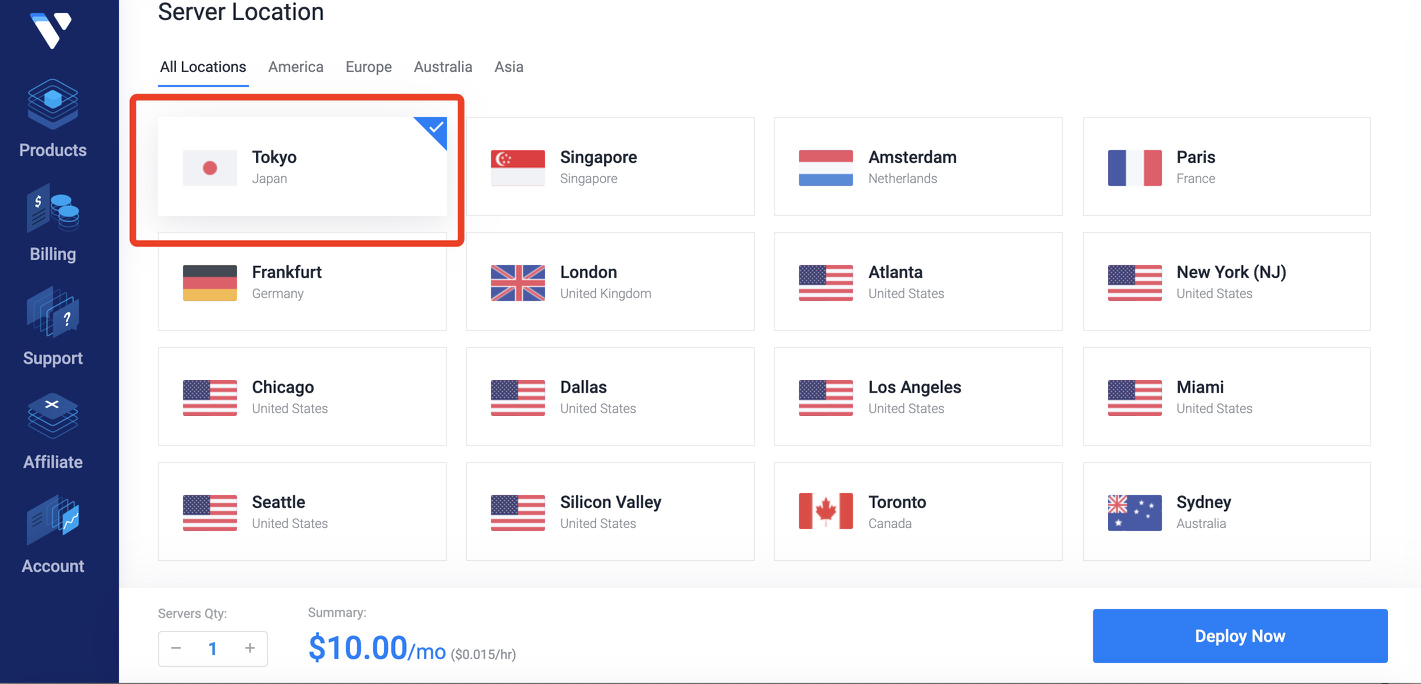 Server Location
All Locations America Europe Australia Asia
Products
Tokyo
Japan
Singapore
Singapore
Amsterdam
Netherlands
Paris
France
$
Billing
Frankfurt
Germany
London
United Kingdom
Atlanta
United States
New York (NJ)
United States
?
Support
Chicago
United States
Dallas
United States
Los Angeles
United States
Miami
United States
Affiliate
Seattle
United States
Silicon Valley
United States
Toronto
Canada
Sydney
Australia
Account
Servers Qty:
− 1 +
Summary:
$10.00/mo ($0.015/hr)
Deploy Now